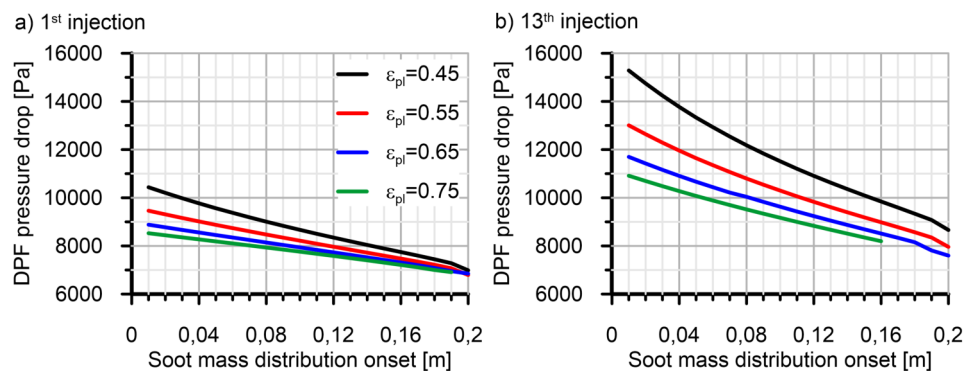 a) 1st injection
DPF pressure drop [Pa]
16000
14000
12000
10000
8000
6000
εpl=0.45
εpl=0.55
εpl=0.65
εpl=0.75
0 0,04 0,08 0,12 0,16 0,2
Soot mass distribution onset [m]
b) 13th injection
DPF pressure drop [Pa]
16000
14000
12000
10000
8000
6000
0 0,04 0,08 0,12 0,16 0,2
Soot mass distribution onset [m]